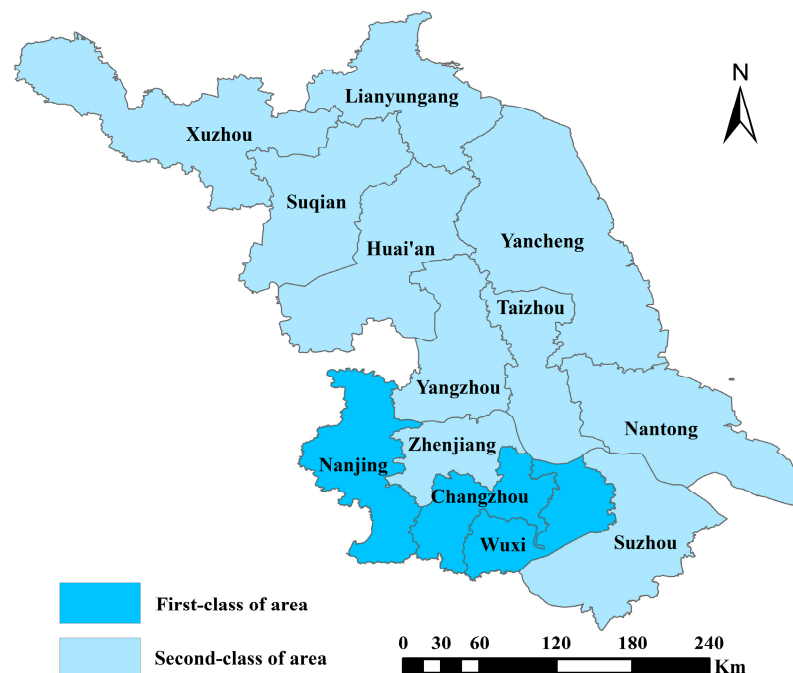 N
Lianyungang
Xuzhou
Suqian
Huai'an
Yancheng
Taizhou
Yangzhou
Nantong
Zhenjiang
Nanjing
Changzhou
Wuxi
Suzhou
First-class of area
Second-class of area
0 30 60 120 180 240
Km